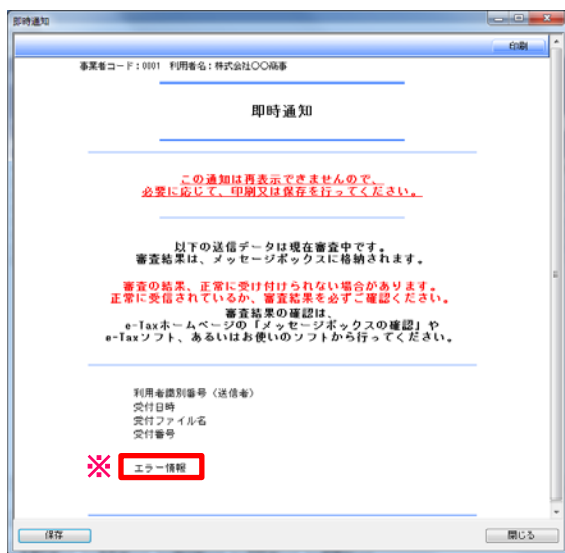 即時通知
印刷
事業者コード：0001 利用者名：株式会社〇〇商事
即時通知
この通知は再表示できませんので、
必要に応じて、印刷又は保存を行ってください。
以下の送信データは現在審査中です。
審査結果は、メッセージボックスに格納されます。
審査の結果、正常に受け付けられない場合があります。
正常に受信されているか、審査結果を必ずご確認ください。
審査結果の確認は、
e-Taxホームページの「メッセージボックスの確認」や
e-Taxソフト、あるいはお使いのソフトから行ってください。
利用者識別番号（送信者）
受付日時
受付ファイル名
受付番号
※ エラー情報
保存
閉じる